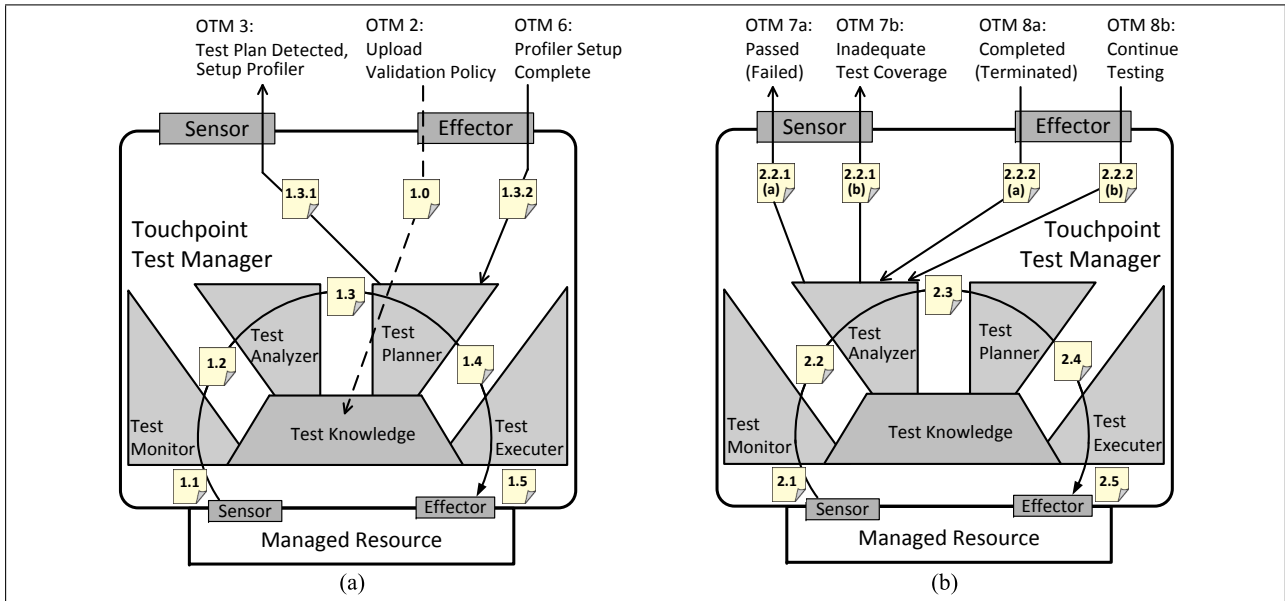 OTM 3:
Test Plan Detected,
Setup Profiler
OTM 2:
Upload
Validation Policy
OTM 6:
Profiler Setup
Complete
Sensor
Effector
1.3.1
1.0
1.3.2
Touchpoint
Test Manager
1.3
Test
Analyzer
Test
Planner
1.2
1.4
Test
Monitor
Test Knowledge
Test
Executer
1.1
1.5
Sensor
Effector
Managed Resource
(a)
OTM 7a:
Passed
(Failed)
OTM 7b:
Inadequate
Test Coverage
OTM 8a:
Completed
(Terminated)
OTM 8b:
Continue
Testing
Sensor
Effector
2.2.1
(a)
2.2.1
(b)
2.2.2
(a)
2.2.2
(b)
Touchpoint
Test Manager
2.3
Test
Analyzer
Test
Planner
2.2
2.4
Test
Monitor
Test Knowledge
Test
Executer
2.1
2.5
Sensor
Effector
Managed Resource
(b)